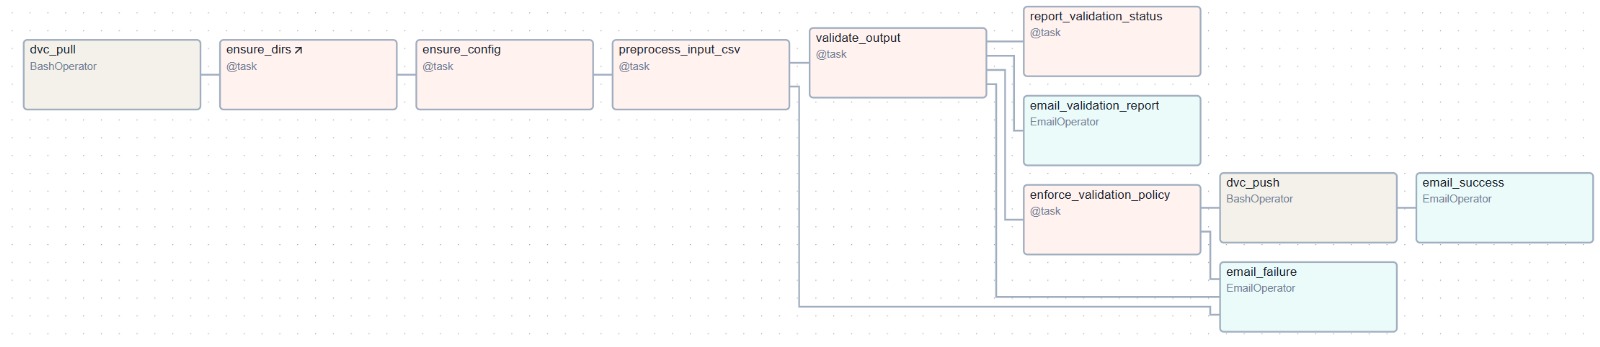 dvc_pull
BashOperator
ensure_dirs
@task
ensure_config
@task
preprocess_input_csv
@task
validate_output
@task
report_validation_status
@task
email_validation_report
EmailOperator
enforce_validation_policy
@task
dvc_push
BashOperator
email_success
EmailOperator
email_failure
EmailOperator